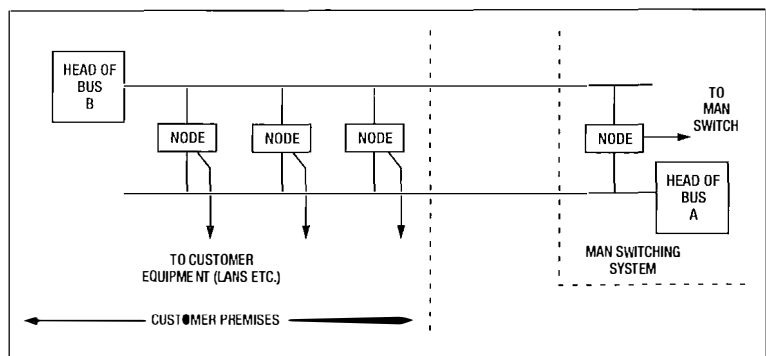 HEAD OF
BUS
B
NODE
NODE
NODE
NODE
TO
MAN
SWITCH
HEAD OF
BUS
A
TO CUSTOMER
EQUIPMENT (LANS ETC.)
MAN SWITCHING
SYSTEM
CUSTOMER PREMISES